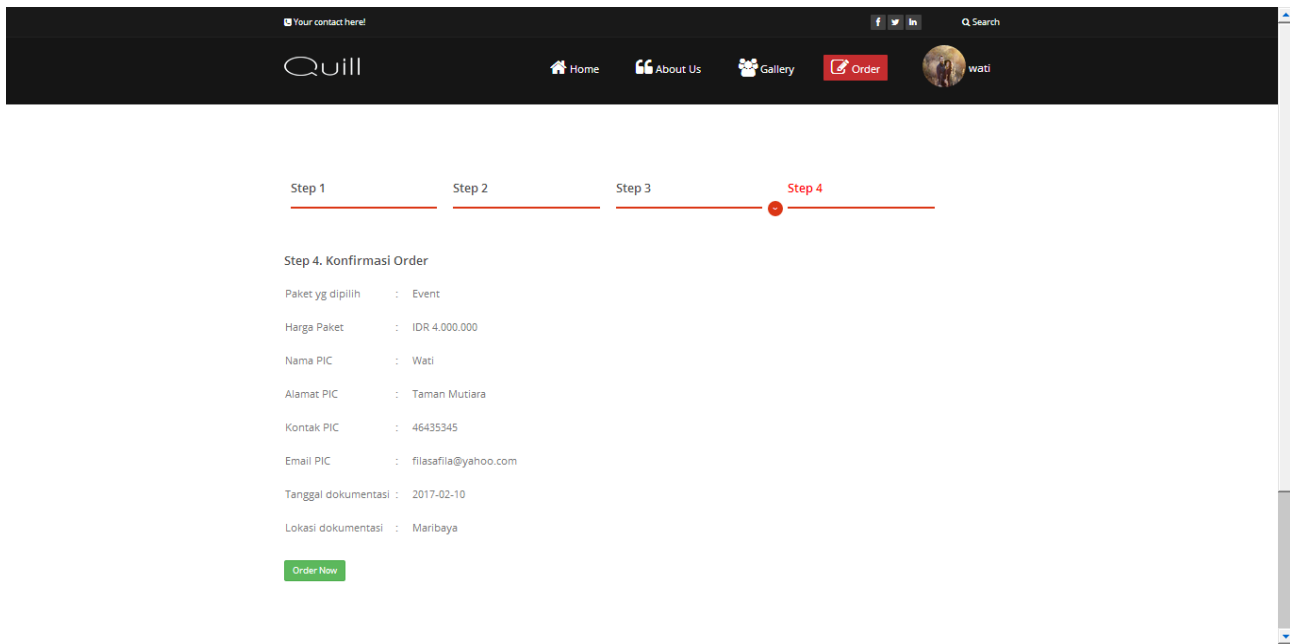 Your contact here!
Search
Quill
Home
About Us
Gallery
Order
wati
Step 1
Step 2
Step 3
Step 4
Step 4. Konfirmasi Order
Paket yg dipilih : Event
Harga Paket : IDR 4.000.000
Nama PIC : Wati
Alamat PIC : Taman Mutiara
Kontak PIC : 46435345
Email PIC : filasafila@yahoo.com
Tanggal dokumentasi : 2017-02-10
Lokasi dokumentasi : Maribaya
Order Now